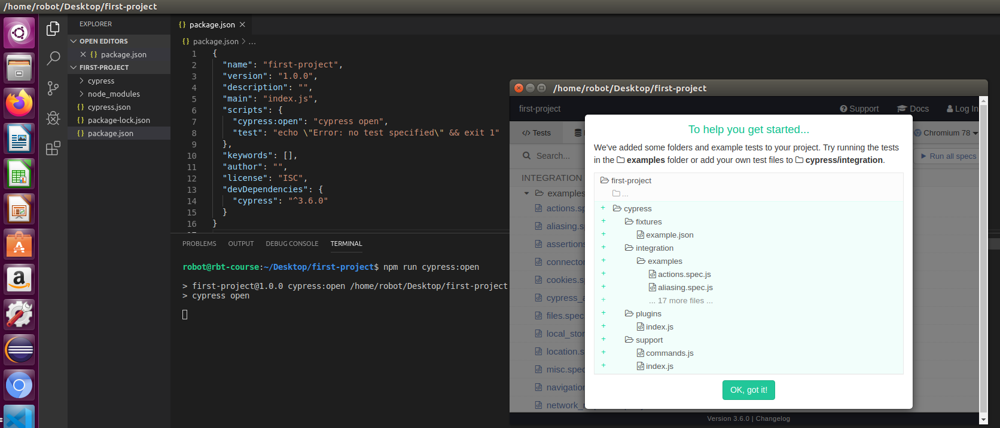 /home/robot/Desktop/first-project
EXPLORER
OPEN EDITORS
package.json
FIRST-PROJECT
cypress
node_modules
cypress.json
package-lock.json
package.json
package.json
package.json > ...
1 {
2 "name": "first-project",
3 "version": "1.0.0",
4 "description": "",
5 "main": "index.js",
6 "scripts": {
7 "cypress:open": "cypress open",
8 "test": "echo \"Error: no test specified\" && exit 1"
9 },
10 "keywords": [],
11 "author": "",
12 "license": "ISC",
13 "devDependencies": {
14 "cypress": "^3.6.0"
15 }
16 }
PROBLEMS OUTPUT DEBUG CONSOLE TERMINAL
robot@rbt-course:~/Desktop/first-project$ npm run cypress:open
> first-project@1.0.0 cypress:open /home/robot/Desktop/first-project
> cypress open
/home/robot/Desktop/first-project
first-project Support Docs Log In
</> Tests Chromium 78
Search... Run all specs
INTEGRATION
examples
actions.sp
aliasing.s
assertions
connector
cookies.s
cypress_a
files.spec
local_stor
location.s
misc.spec
navigation
network_
To help you get started...
We've added some folders and example tests to your project. Try running the tests
in the examples folder or add your own test files to cypress/integration.
first-project
...
+ cypress
+ fixtures
+ example.json
+ integration
+ examples
+ actions.spec.js
+ aliasing.spec.js
+ ... 17 more files ...
+ plugins
+ index.js
+ support
+ commands.js
+ index.js
OK, got it!
Version 3.6.0 | Changelog